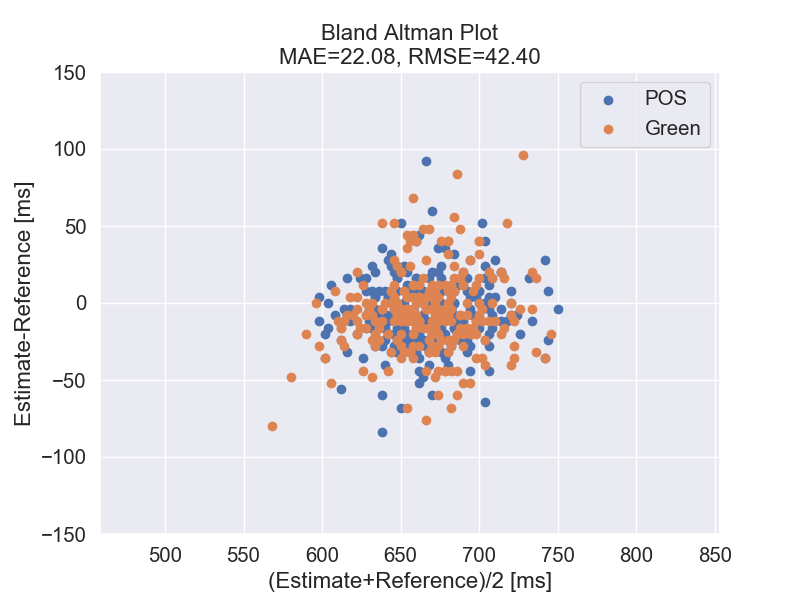 Bland Altman Plot
MAE=22.08, RMSE=42.40
150
100
50
0
−50
−100
−150
Estimate-Reference [ms]
POS
Green
500
550
600
650
700
750
800
850
(Estimate+Reference)/2 [ms]